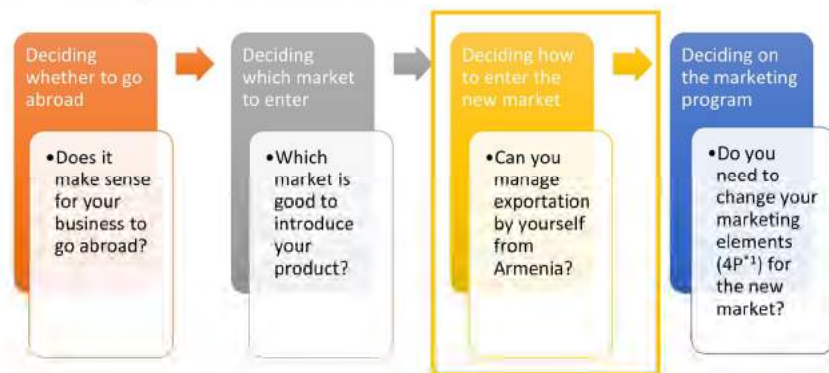 Deciding
whether to go
abroad
•Does it
make sense
for your
business to
go abroad?
Deciding
which market
to enter
•Which
market is
good to
introduce
your
product?
Deciding how
to enter the
new market
•Can you
manage
exportation
by yourself
from
Armenia?
Deciding on
the marketing
program
•Do you
need to
change your
marketing
elements
(4P*1) for
the new
market?